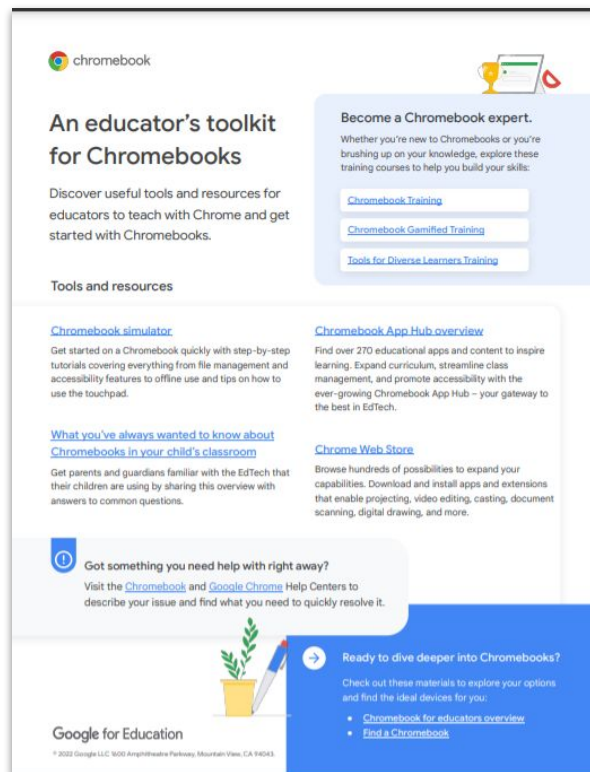 chromebook
An educator's toolkit
for Chromebooks
Discover useful tools and resources for
educators to teach with Chrome and get
started with Chromebooks.
Become a Chromebook expert.
Whether you're new to Chromebooks or you're
brushing up on your knowledge, explore these
training courses to help you build your skills:
Chromebook Training
Chromebook Gamified Training
Tools for Diverse Learners Training
Tools and resources
Chromebook simulator
Get started on a Chromebook quickly with step-by-step
tutorials covering everything from file management and
accessibility features to offline use and tips on how to
use the touchpad.
What you've always wanted to know about
Chromebooks in your child's classroom
Get parents and guardians familiar with the EdTech that
their children are using by sharing this overview with
answers to common questions.
Chromebook App Hub overview
Find over 270 educational apps and content to inspire
learning. Expand curriculum, streamline class
management, and promote accessibility with the
ever-growing Chromebook App Hub – your gateway to
the best in EdTech.
Chrome Web Store
Browse hundreds of possibilities to expand your
capabilities. Download and install apps and extensions
that enable projecting, video editing, casting, document
scanning, digital drawing, and more.
Got something you need help with right away?
Visit the Chromebook and Google Chrome Help Centers to
describe your issue and find what you need to quickly resolve it.
Ready to dive deeper into Chromebooks?
Check out these materials to explore your options
and find the ideal devices for you:
• Chromebook for educators overview
• Find a Chromebook
Google for Education
© 2022 Google LLC 1600 Amphitheatre Parkway, Mountain View, CA 94043.